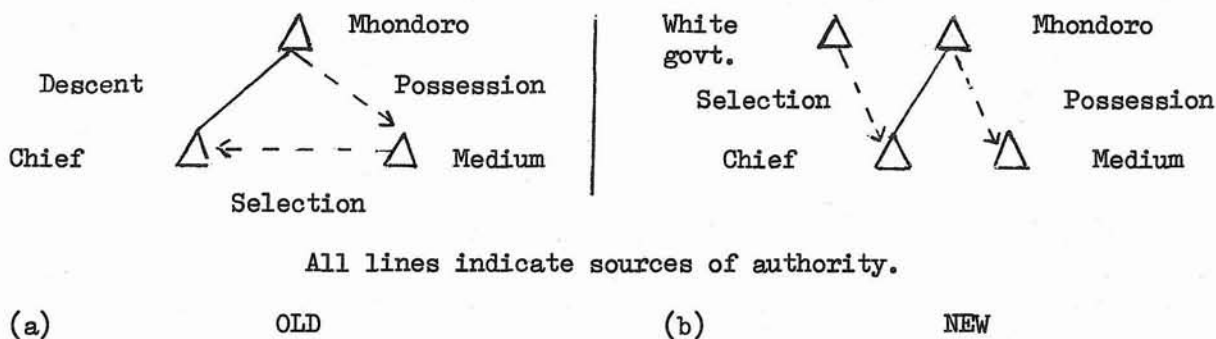 Mhondoro
Descent
Possession
Chief
Medium
Selection
White
govt.
Mhondoro
Selection
Possession
Chief
Medium
All lines indicate sources of authority.
(a) OLD
(b) NEW